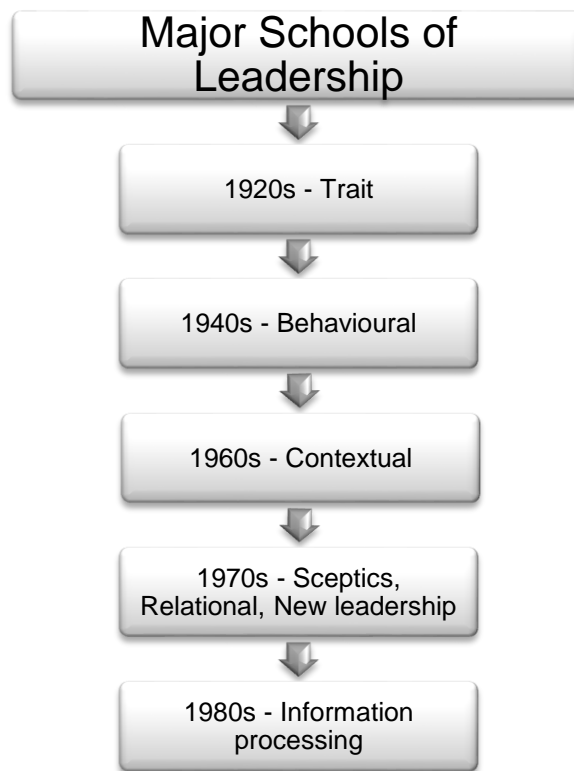 Major Schools of
Leadership
1920s - Trait
1940s - Behavioural
1960s - Contextual
1970s - Sceptics,
Relational, New leadership
1980s - Information
processing